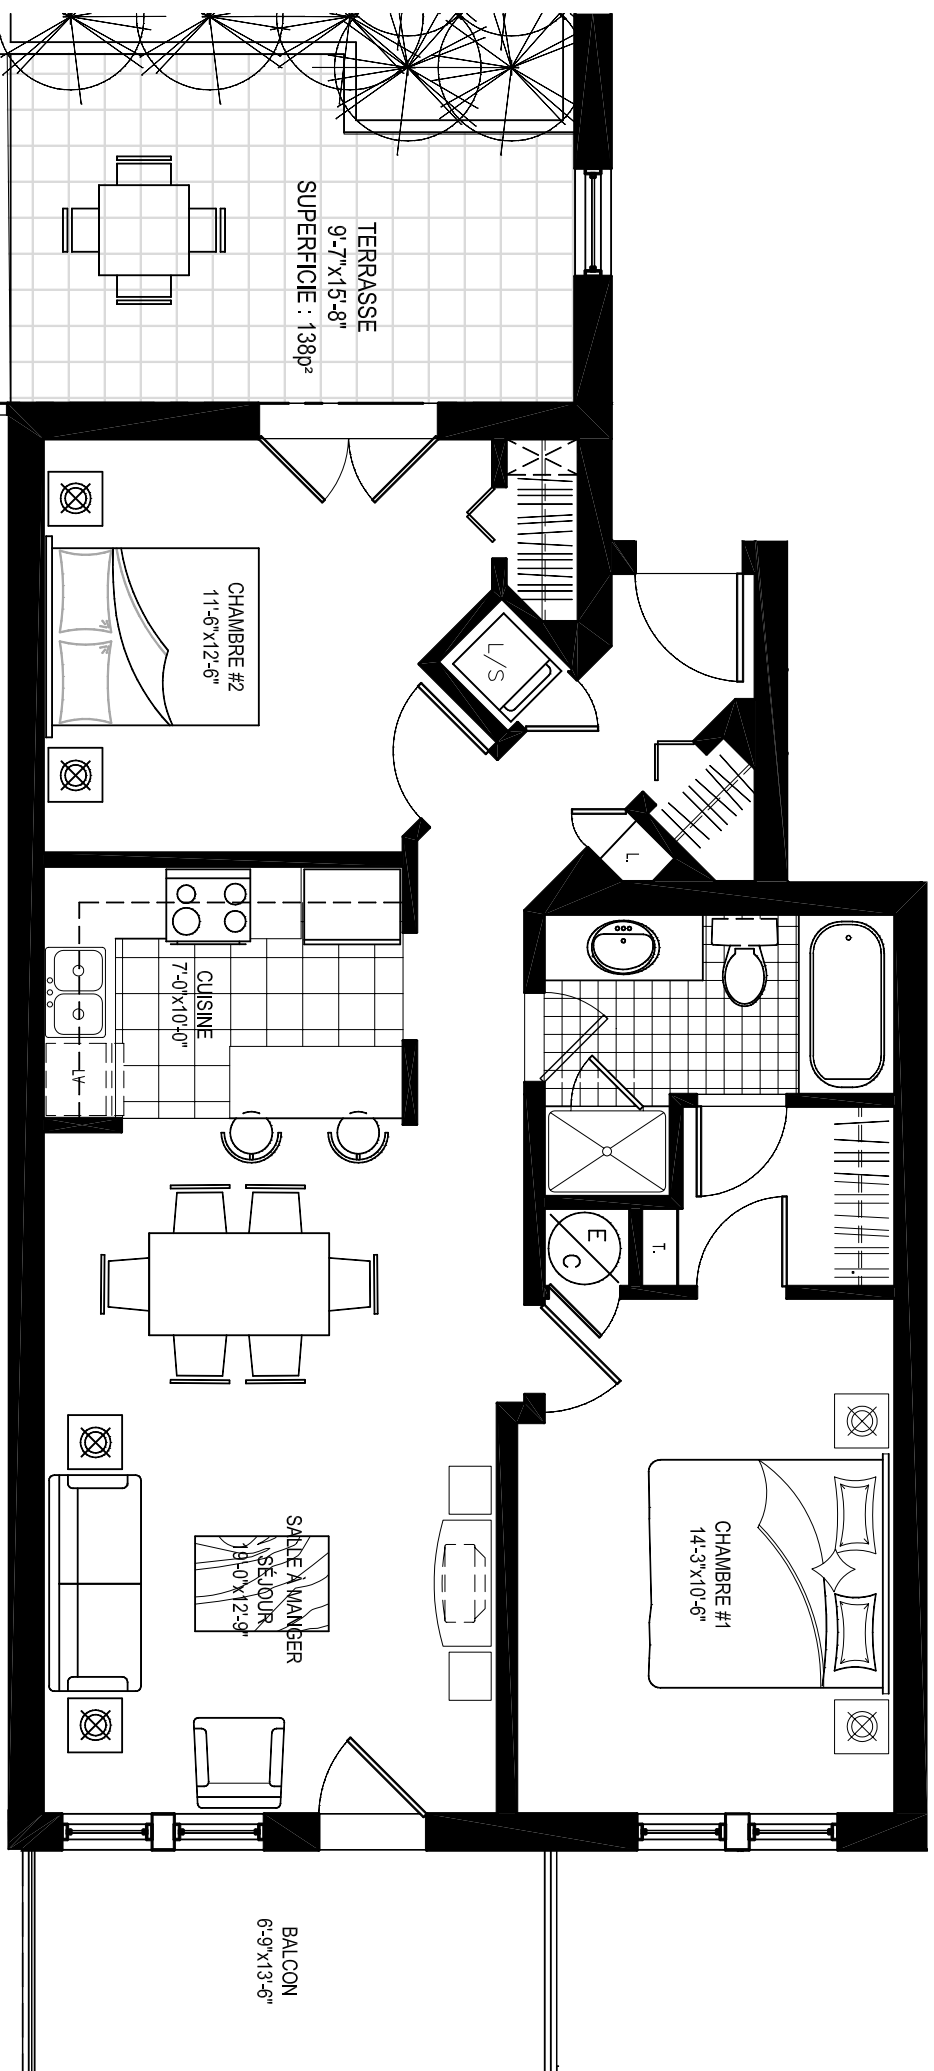 TERRASSE
9'-7"x15'-8"
SUPERFICIE : 138p²
CHAMBRE #2
11'-6"x12'-6"
L/S
L.
CUISINE
7'-0"x10'-0"
LAV
T.
E
C
CHAMBRE #1
14'-3"x10'-6"
SALLE À MANGER
SÉJOUR
19'-0"x12'-9"
BALCON
6'-9"x13'-6"